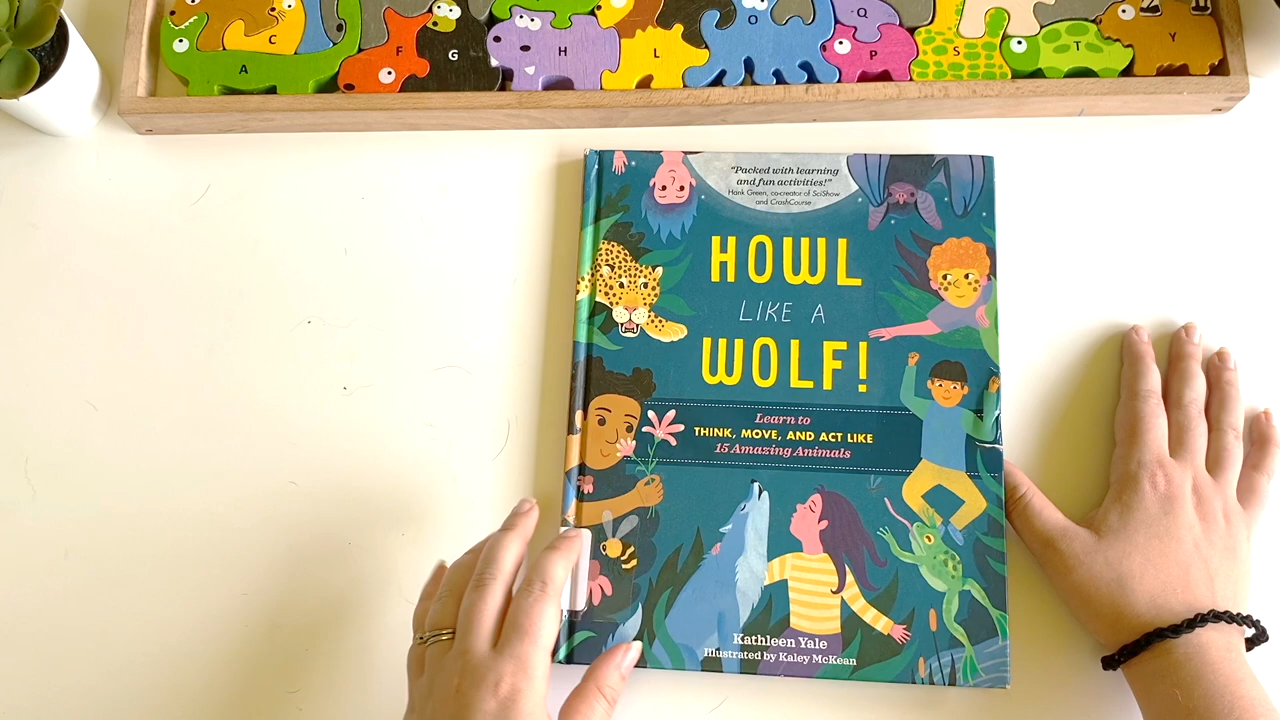 A
C
F
G
H
L
O
Q
P
S
T
Y
"Packed with learning
and fun activities!"
Hank Green, co-creator of SciShow
and CrashCourse
HOWL
LIKE A
WOLF!
Learn to
THINK, MOVE, AND ACT LIKE
15 Amazing Animals
Kathleen Yale
Illustrated by Kaley McKean